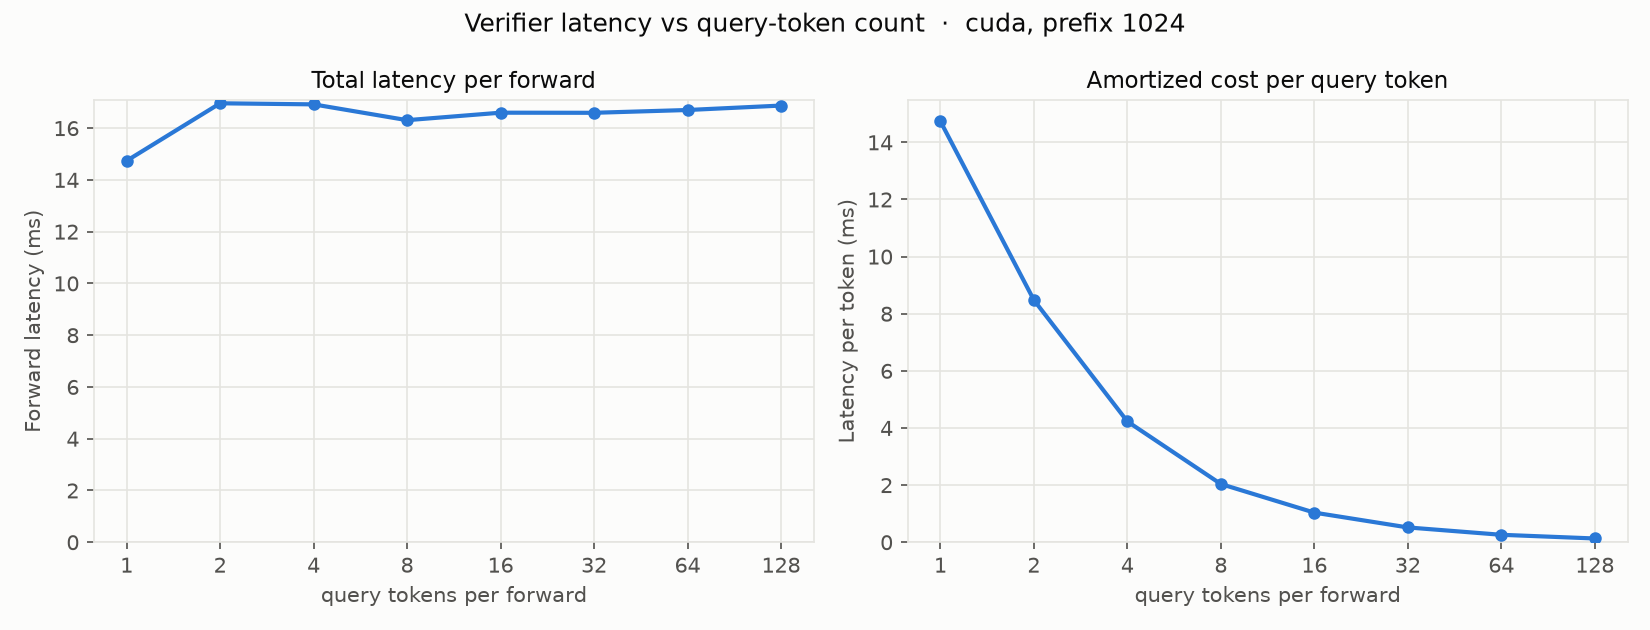 Verifier latency vs query-token count · cuda, prefix 1024
Total latency per forward
Forward latency (ms)
16
14
12
10
8
6
4
2
0
1 2 4 8 16 32 64 128
query tokens per forward
Amortized cost per query token
Latency per token (ms)
14
12
10
8
6
4
2
0
1 2 4 8 16 32 64 128
query tokens per forward